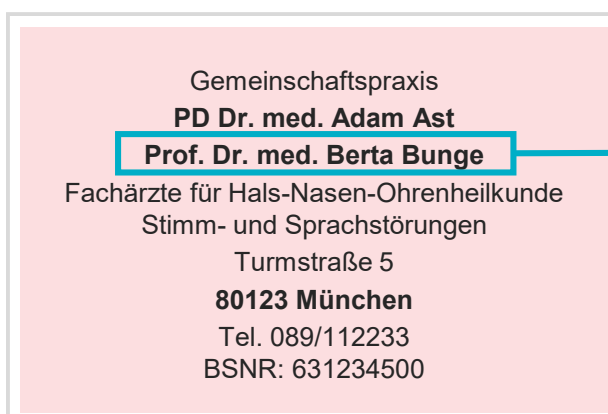 Gemeinschaftspraxis
PD Dr. med. Adam Ast
Prof. Dr. med. Berta Bunge
Fachärzte für Hals-Nasen-Ohrenheilkunde
Stimm- und Sprachstörungen
Turmstraße 5
80123 München
Tel. 089/112233
BSNR: 631234500